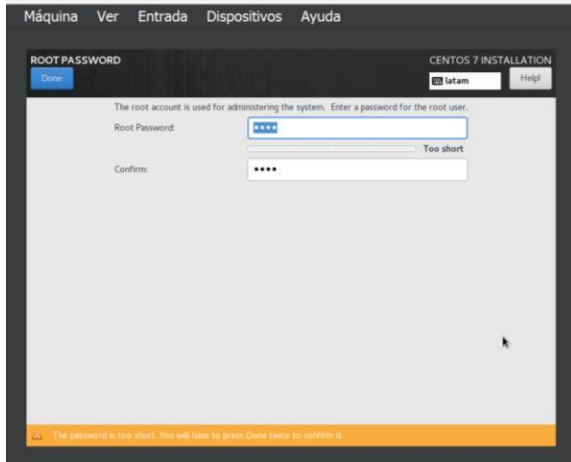 Máquina Ver Entrada Dispositivos Ayuda
ROOT PASSWORD
CENTOS 7 INSTALLATION
Done
latam
Help!
The root account is used for administering the system. Enter a password for the root user.
Root Password:
••••
Too short
Confirm:
••••
The password is too short. You will have to press Done twice to confirm it.